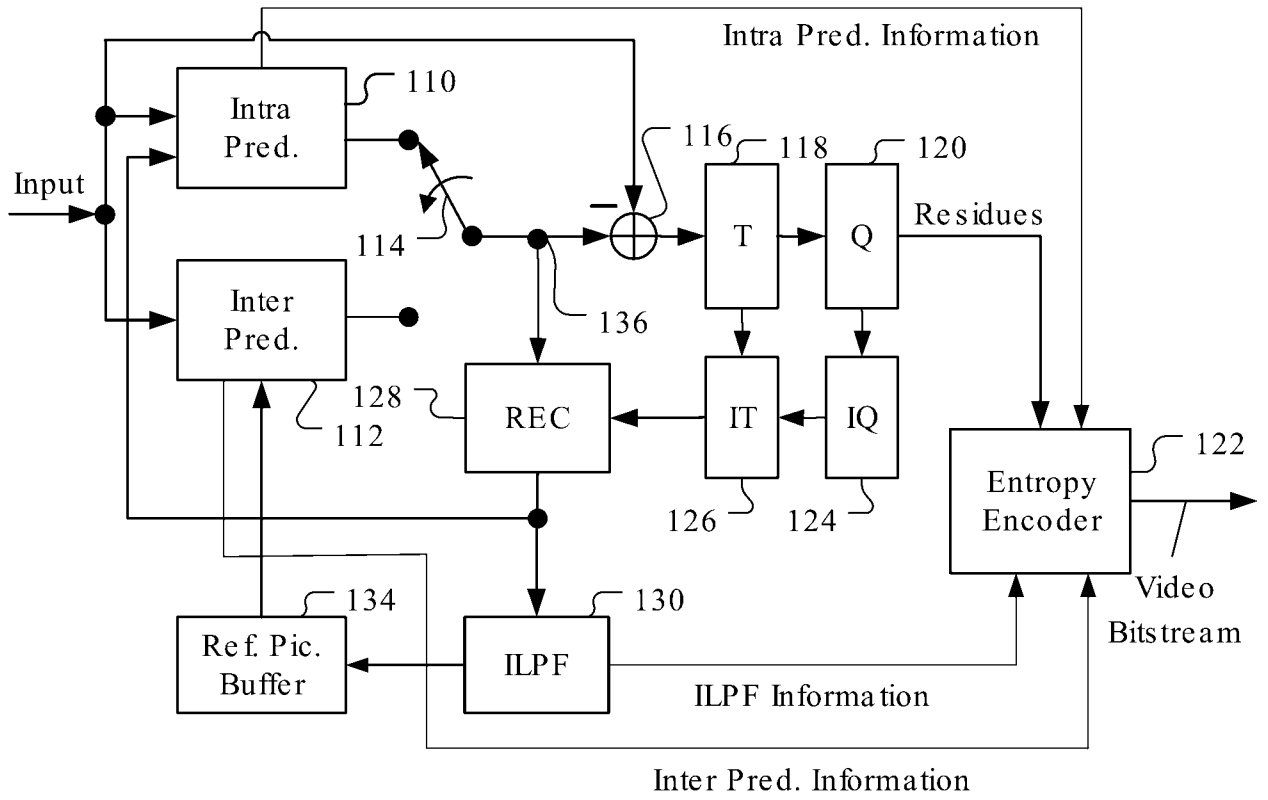 Intra Pred. Information
110
Intra
Pred.
116
118
120
Input
114
T
Q
Residues
Inter
Pred.
136
128
112
REC
IT
IQ
122
Entropy
Encoder
126
124
134
130
Video
Bitstream
Ref. Pic.
Buffer
ILPF
ILPF Information
Inter Pred. Information